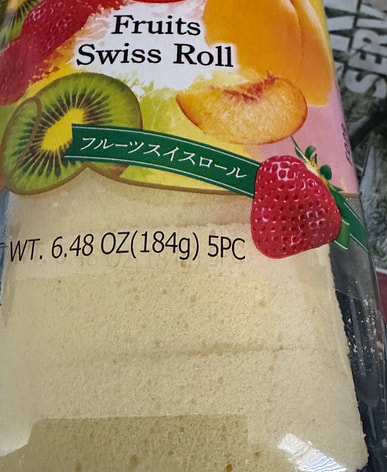 Fruits
Swiss Roll
フルーツスイスロール
WT. 6.48 OZ(184g) 5PC
SERV